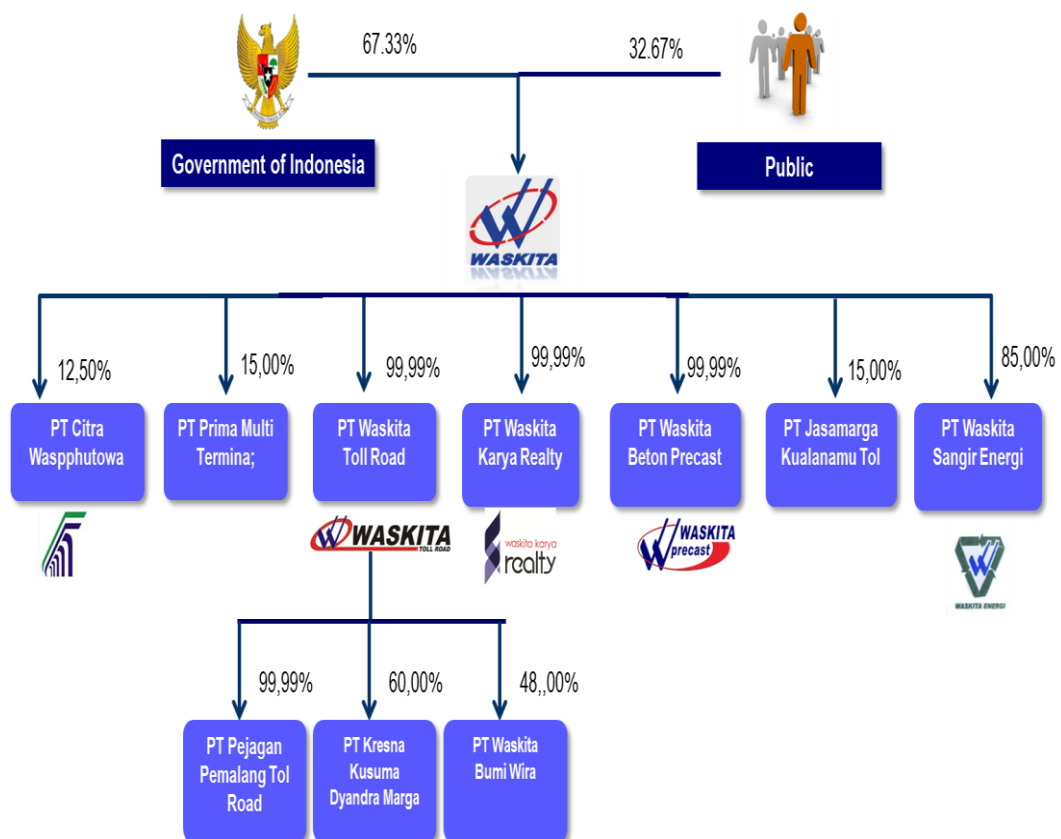 67.33%
32.67%
Government of Indonesia
Public
WASKITA
12,50%
15,00%
99,99%
99,99%
99,99%
15,00%
85,00%
PT Citra
Waspphutowa
PT Prima Multi
Termina;
PT Waskita
Toll Road
PT Waskita
Karya Realty
PT Waskita
Beton Precast
PT Jasamarga
Kualanamu Tol
PT Waskita
Sangir Energi
WASKITA
TOLL ROAD
waskita karya
realty
WASKITA
precast
WASKITA ENERGI
99,99%
60,00%
48,,00%
PT Pejagan
Pemalang Tol
Road
PT Kresna
Kusuma
Dyandra Marga
PT Waskita
Bumi Wira